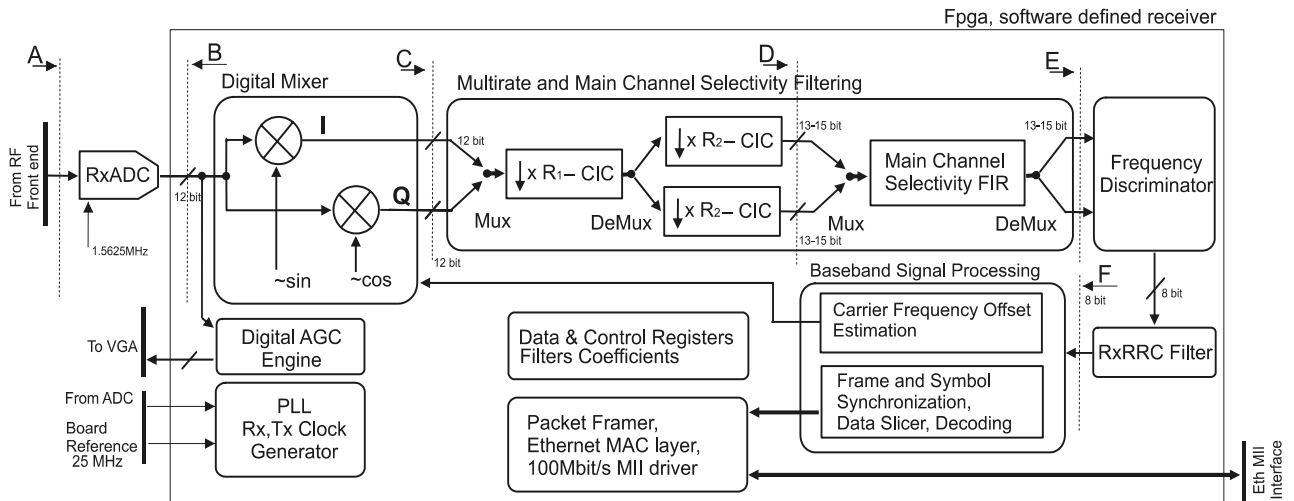 Fpga, software defined receiver
A
B
C
D
E
Digital Mixer
Multirate and Main Channel Selectivity Filtering
From RF
Front end
RxADC
1.5625MHz
12 bit
I
Q
~sin
~cos
12 bit
12 bit
Mux
↓ x R1– CIC
DeMux
↓ x R2– CIC
↓ x R2– CIC
13-15 bit
13-15 bit
Mux
Main Channel
Selectivity FIR
DeMux
13-15 bit
Frequency
Discriminator
8 bit
F
8 bit
RxRRC Filter
Baseband Signal Processing
Carrier Frequency Offset
Estimation
Frame and Symbol
Synchronization,
Data Slicer, Decoding
To VGA
Digital AGC
Engine
Data & Control Registers
Filters Coefficients
From ADC
Board
Reference
25 MHz
PLL
Rx,Tx Clock
Generator
Packet Framer,
Ethernet MAC layer,
100Mbit/s MII driver
Eth MII
Interface